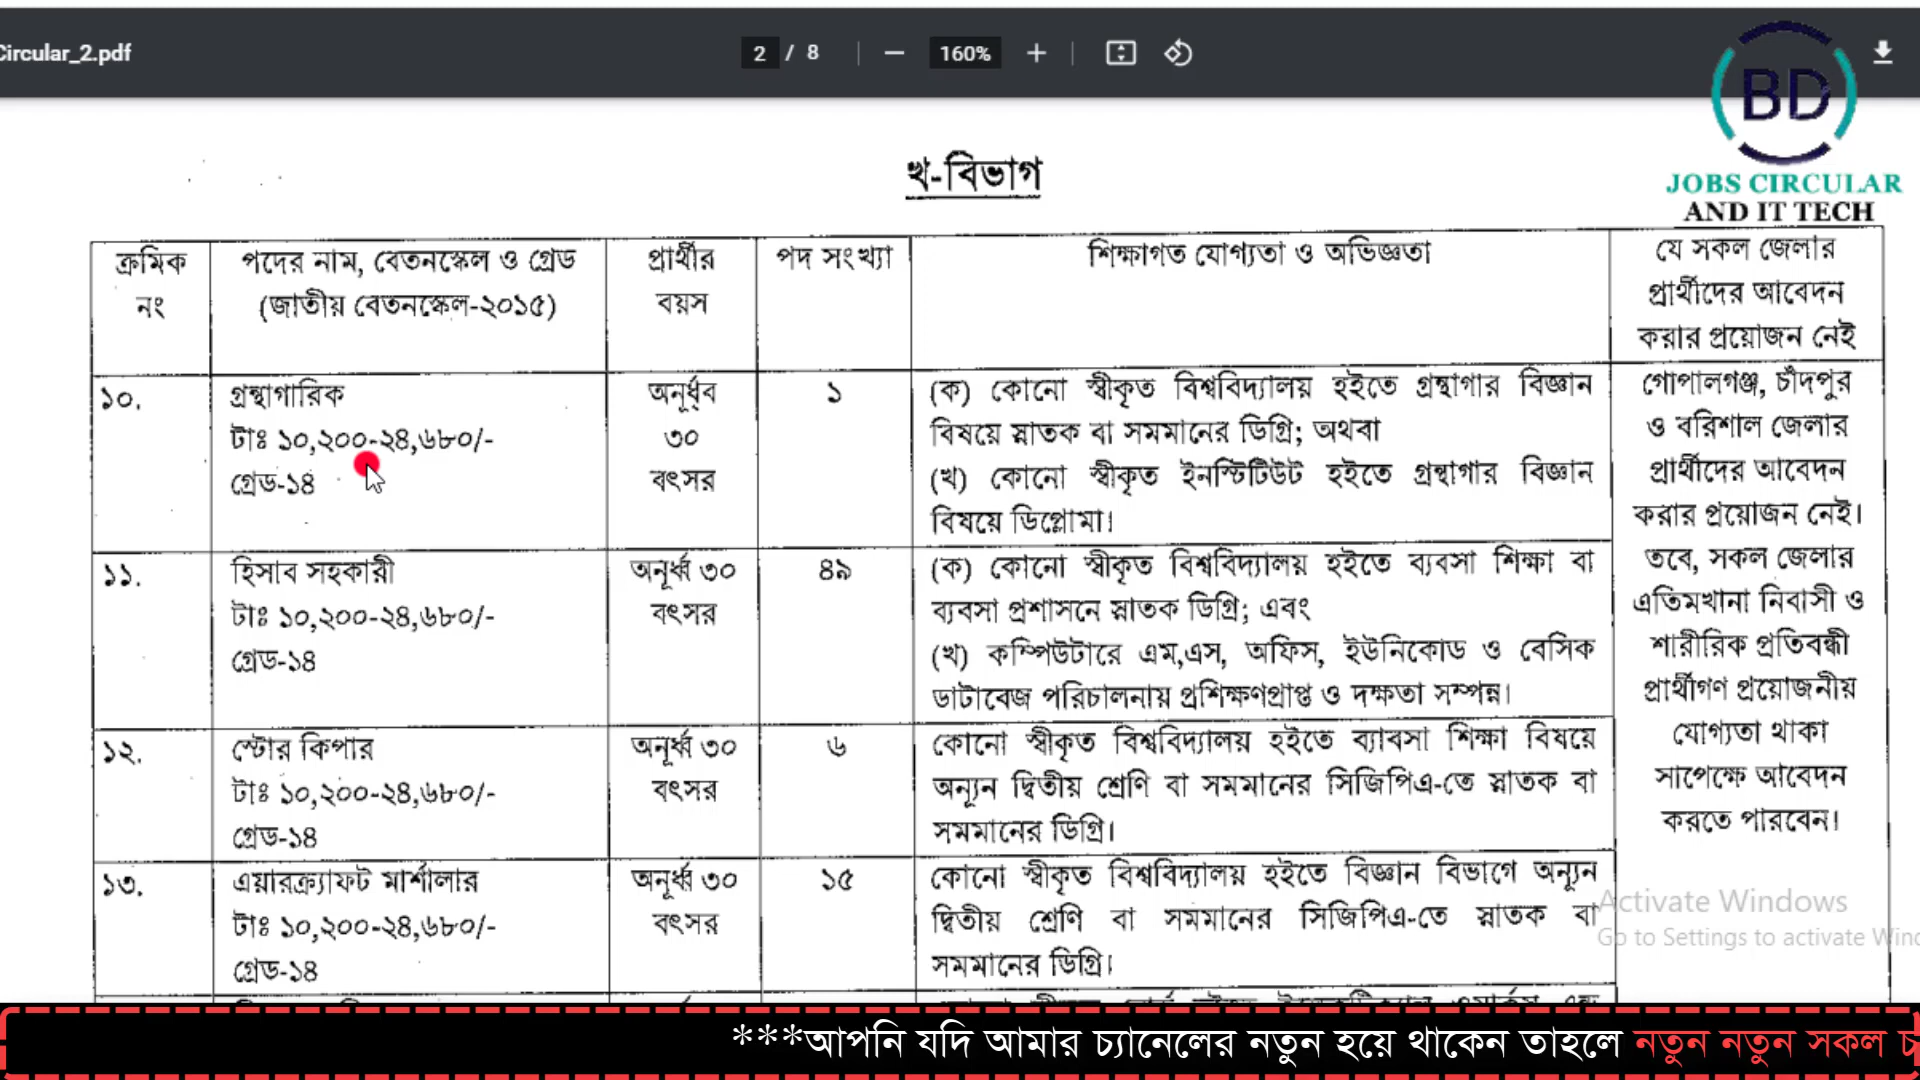 Circular_2.pdf
2 / 8
160%
BD
JOBS CIRCULAR
AND IT TECH
খ-বিভাগ
ক্রমিক
নং
পদের নাম, বেতনস্কেল ও গ্রেড
(জাতীয় বেতনস্কেল-২০১৫)
প্রার্থীর
বয়স
পদ সংখ্যা
শিক্ষাগত যোগ্যতা ও অভিজ্ঞতা
যে সকল জেলার
প্রার্থীদের আবেদন
করার প্রয়োজন নেই
১০.
গ্রন্থাগারিক
টাঃ ১০,২০০-২৪,৬৮০/-
গ্রেড-১৪
অনূর্ধ্ব
৩০
বৎসর
১
(ক) কোনো স্বীকৃত বিশ্ববিদ্যালয় হইতে গ্রন্থাগার বিজ্ঞান
বিষয়ে স্নাতক বা সমমানের ডিগ্রি; অথবা
(খ) কোনো স্বীকৃত ইনস্টিটিউট হইতে গ্রন্থাগার বিজ্ঞান
বিষয়ে ডিপ্লোমা।
গোপালগঞ্জ, চাঁদপুর
ও বরিশাল জেলার
প্রার্থীদের আবেদন
করার প্রয়োজন নেই।
তবে, সকল জেলার
এতিমখানা নিবাসী ও
শারীরিক প্রতিবন্ধী
প্রার্থীগণ প্রয়োজনীয়
যোগ্যতা থাকা
সাপেক্ষে আবেদন
করতে পারবেন।
১১.
হিসাব সহকারী
টাঃ ১০,২০০-২৪,৬৮০/-
গ্রেড-১৪
অনূর্ধ্ব ৩০
বৎসর
৪৯
(ক) কোনো স্বীকৃত বিশ্ববিদ্যালয় হইতে ব্যবসা শিক্ষা বা
ব্যবসা প্রশাসনে স্নাতক ডিগ্রি; এবং
(খ) কম্পিউটারে এম,এস, অফিস, ইউনিকোড ও বেসিক
ডাটাবেজ পরিচালনায় প্রশিক্ষণপ্রাপ্ত ও দক্ষতা সম্পন্ন।
১২.
স্টোর কিপার
টাঃ ১০,২০০-২৪,৬৮০/-
গ্রেড-১৪
অনূর্ধ্ব ৩০
বৎসর
৬
কোনো স্বীকৃত বিশ্ববিদ্যালয় হইতে ব্যাবসা শিক্ষা বিষয়ে
অন্যূন দ্বিতীয় শ্রেণি বা সমমানের সিজিপিএ-তে স্নাতক বা
সমমানের ডিগ্রি।
১৩.
এয়ারক্র্যাফট মার্শালার
টাঃ ১০,২০০-২৪,৬৮০/-
গ্রেড-১৪
অনূর্ধ্ব ৩০
বৎসর
১৫
কোনো স্বীকৃত বিশ্ববিদ্যালয় হইতে বিজ্ঞান বিভাগে অন্যূন
দ্বিতীয় শ্রেণি বা সমমানের সিজিপিএ-তে স্নাতক বা
সমমানের ডিগ্রি।
Activate Windows
Go to Settings to activate Wind
***আপনি যদি আমার চ্যানেলের নতুন হয়ে থাকেন তাহলে নতুন নতুন সকল চ